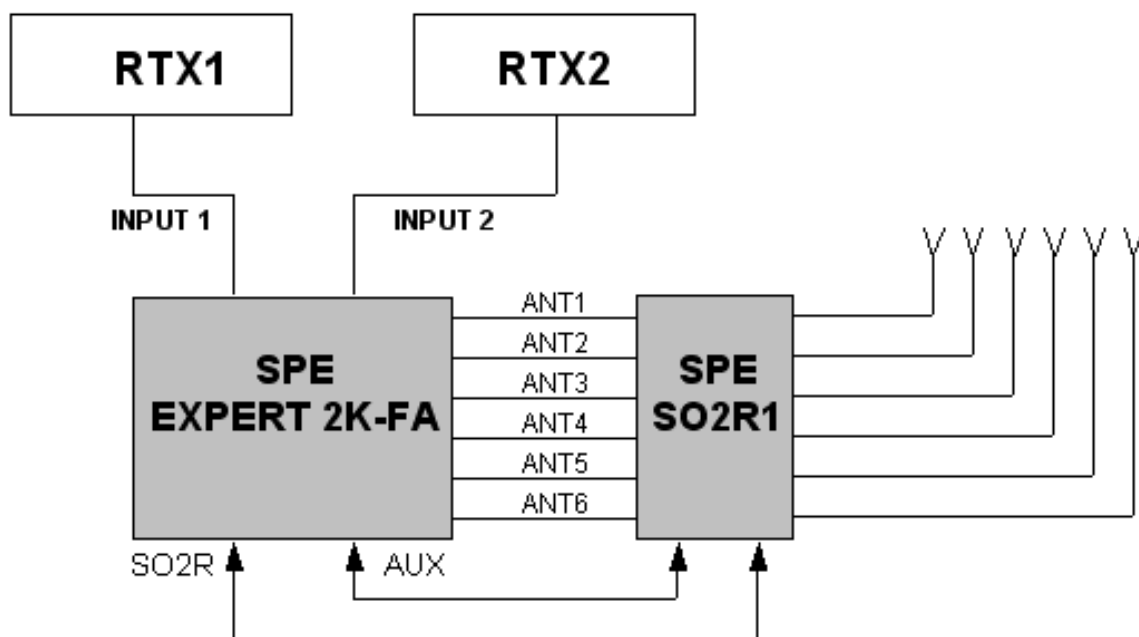 RTX1
RTX2
INPUT 1
INPUT 2
ANT1
ANT2
ANT3
ANT4
ANT5
ANT6
SPE
EXPERT 2K-FA
SPE
SO2R1
SO2R
AUX